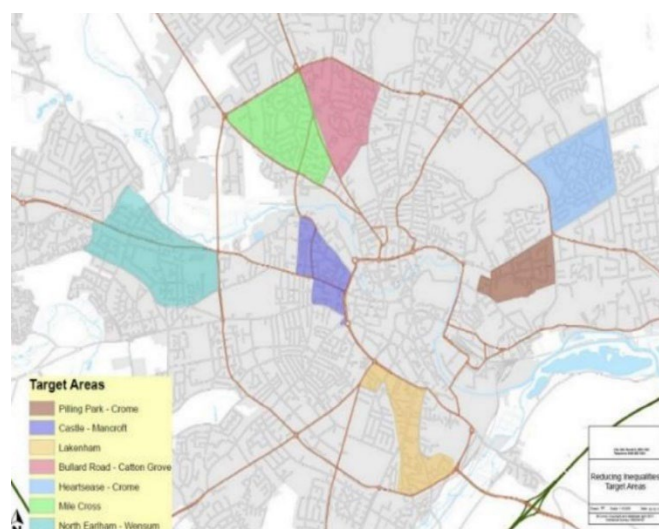 Target Areas
Pilling Park - Crome
Castle - Mancroft
Lakenham
Bullard Road - Catton Grove
Heartsease - Crome
Mile Cross
North Earlham - Wensum
Reducing Inequalities
Target Areas